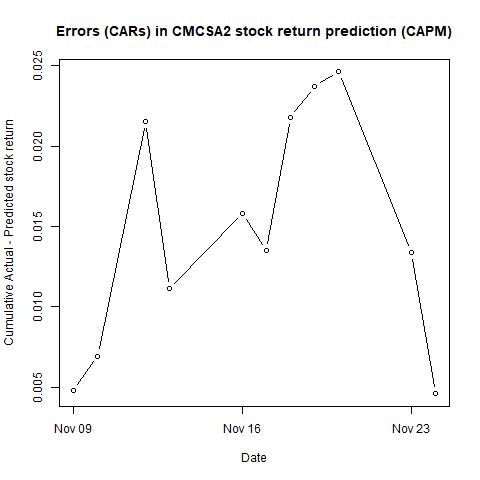 Errors (CARs) in CMCSA2 stock return prediction (CAPM)
Cumulative Actual - Predicted stock return
0.025
0.020
0.015
0.010
0.005
Nov 09
Nov 16
Nov 23
Date